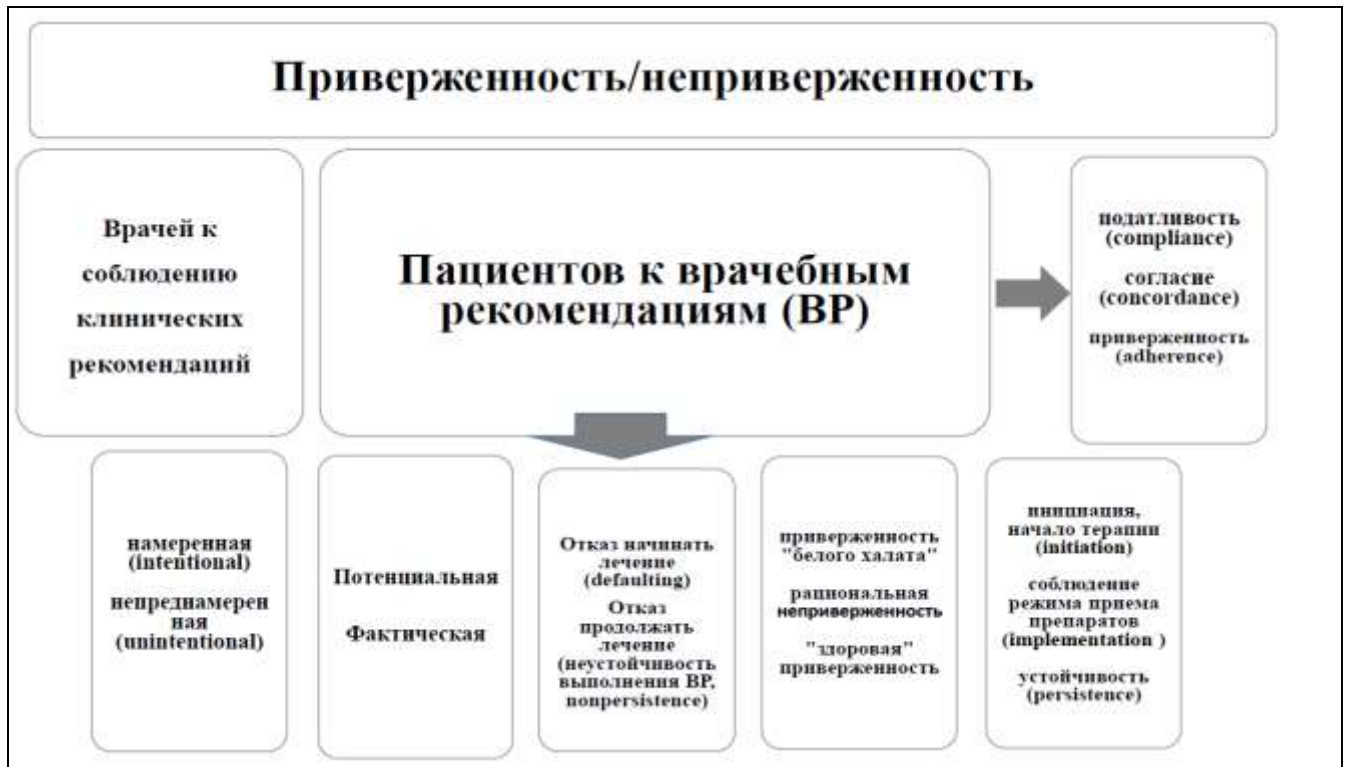 Приверженность/неприверженность
Врачей к
соблюдению
клинических
рекомендаций
Пациентов к врачебным
рекомендациям (ВР)
податливость
(compliance)
согласие
(concordance)
приверженность
(adherence)
намеренная
(intentional)
непреднамерен
ная
(unintentional)
Потенциальная
Фактическая
Отказ начинать
лечение
(defaulting)
Отказ
продолжать
лечение
(неустойчивость
выполнения ВР,
nonpersistence)
приверженность
"белого халата"
рациональная
неприверженность
"здоровая"
приверженность
инициация,
начало терапии
(initiation)
соблюдение
режима приема
препаратов
(implementation )
устойчивость
(persistence)